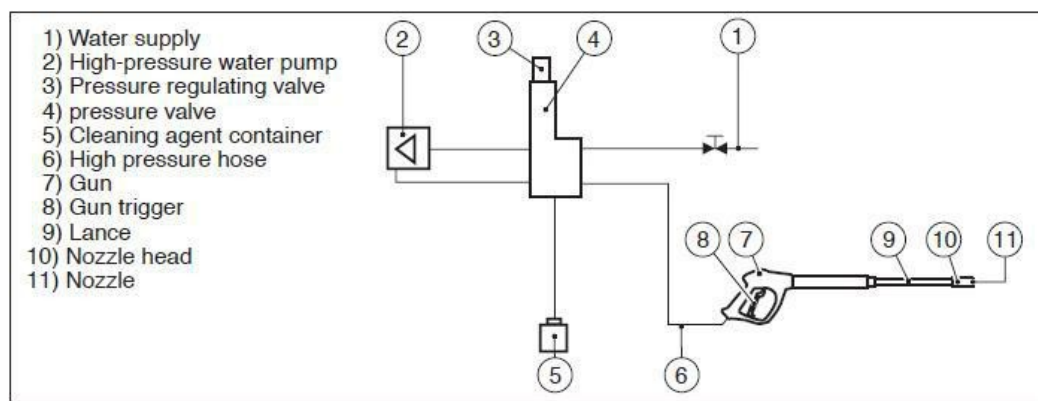 1) Water supply
2) High-pressure water pump
3) Pressure regulating valve
4) pressure valve
5) Cleaning agent container
6) High pressure hose
7) Gun
8) Gun trigger
9) Lance
10) Nozzle head
11) Nozzle
2
3
4
1
8
7
9
10
11
5
6